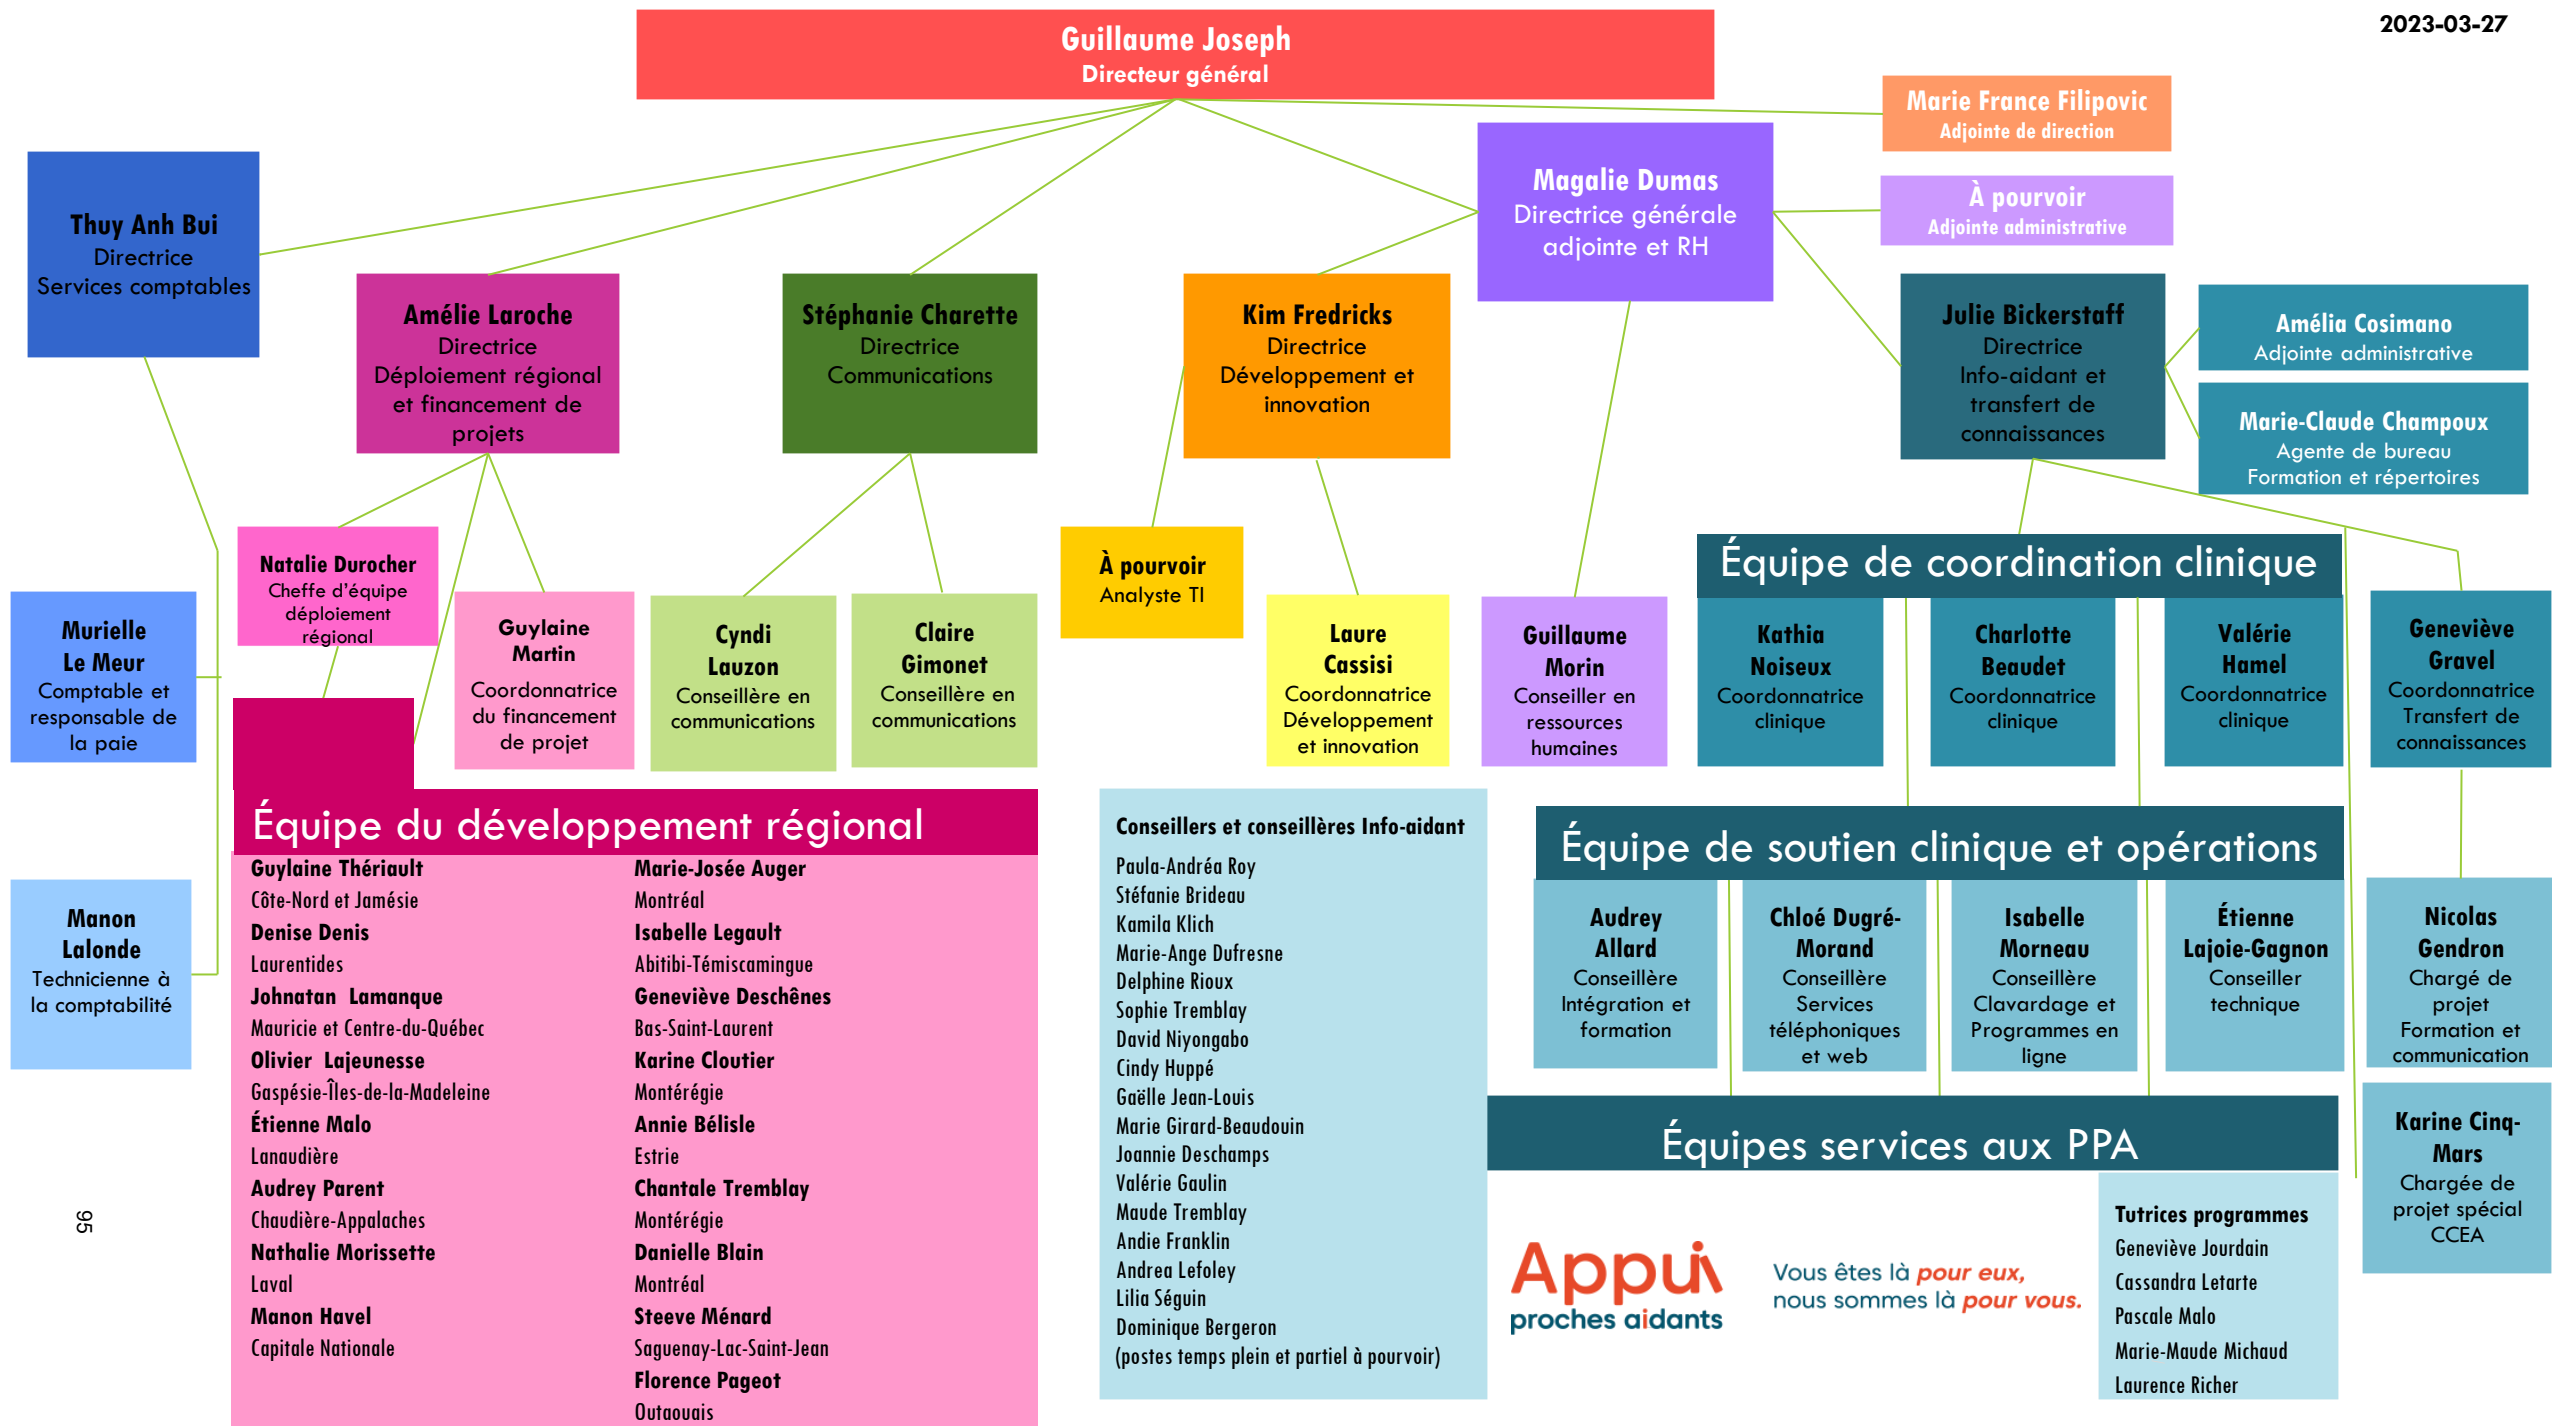 2023-03-27
Guillaume Joseph
Directeur général
Marie France Filipovic
Adjointe de direction
Magalie Dumas
Directrice générale
adjointe et RH
À pourvoir
Adjointe administrative
Thuy Anh Bui
Directrice
Services comptables
Amélie Laroche
Directrice
Déploiement régional
et financement de
projets
Stéphanie Charette
Directrice
Communications
Kim Fredricks
Directrice
Développement et
innovation
Julie Bickerstaff
Directrice
Info-aidant et
transfert de
connaissances
Amélia Cosimano
Adjointe administrative
Marie-Claude Champoux
Agente de bureau
Formation et répertoires
Natalie Durocher
Cheffe d'équipe
déploiement
régional
Murielle
Le Meur
Comptable et
responsable de
la paie
Guylaine
Martin
Coordonnatrice
du financement
de projet
Cyndi
Lauzon
Conseillère en
communications
Claire
Gimonet
Conseillère en
communications
À pourvoir
Analyste TI
Laure
Cassisi
Coordonnatrice
Développement
et innovation
Guillaume
Morin
Conseiller en
ressources
humaines
Équipe de coordination clinique
Kathia
Noiseux
Coordonnatrice
clinique
Charlotte
Beaudet
Coordonnatrice
clinique
Valérie
Hamel
Coordonnatrice
clinique
Geneviève
Gravel
Coordonnatrice
Transfert de
connaissances
Manon
Lalonde
Technicienne à
la comptabilité
Équipe du développement régional
Guylaine Thériault
Côte-Nord et Jamésie
Denise Denis
Laurentides
Johnatan  Lamanque
Mauricie et Centre-du-Québec
Olivier  Lajeunesse
Gaspésie-Îles-de-la-Madeleine
Étienne Malo
Lanaudière
Audrey Parent
Chaudière-Appalaches
Nathalie Morissette
Laval
Manon Havel
Capitale Nationale
Marie-Josée Auger
Montréal
Isabelle Legault
Abitibi-Témiscamingue
Geneviève Deschênes
Bas-Saint-Laurent
Karine Cloutier
Montérégie
Annie Bélisle
Estrie
Chantale Tremblay
Montérégie
Danielle Blain
Montréal
Steeve Ménard
Saguenay-Lac-Saint-Jean
Florence Pageot
Outaouais
Conseillers et conseillères Info-aidant
Paula-Andréa Roy
Stéfanie Brideau
Kamila Klich
Marie-Ange Dufresne
Delphine Rioux
Sophie Tremblay
David Niyongabo
Cindy Huppé
Gaëlle Jean-Louis
Marie Girard-Beaudouin
Joannie Deschamps
Valérie Gaulin
Maude Tremblay
Andie Franklin
Andrea Lefoley
Lilia Séguin
Dominique Bergeron
(postes temps plein et partiel à pourvoir)
Équipe de soutien clinique et opérations
Audrey
Allard
Conseillère
Intégration et
formation
Chloé Dugré-
Morand
Conseillère
Services
téléphoniques
et web
Isabelle
Morneau
Conseillère
Clavardage et
Programmes en
ligne
Étienne
Lajoie-Gagnon
Conseiller
technique
Nicolas
Gendron
Chargé de
projet
Formation et
communication
Équipes services aux PPA
Karine Cinq-
Mars
Chargée de
projet spécial
CCEA
Appui
proches aidants
Vous êtes là pour eux,
nous sommes là pour vous.
Tutrices programmes
Geneviève Jourdain
Cassandra Letarte
Pascale Malo
Marie-Maude Michaud
Laurence Richer
95